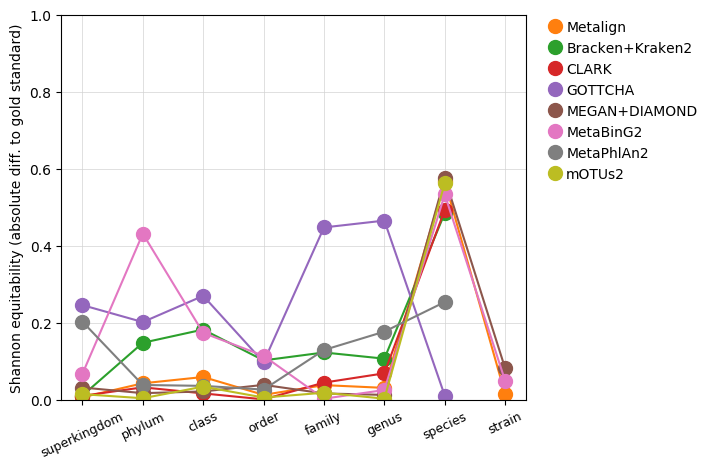 Shannon equitability (absolute diff. to gold standard)
1.0
0.8
0.6
0.4
0.2
0.0
superkingdom
phylum
class
order
family
genus
species
strain
Metalign
Bracken+Kraken2
CLARK
GOTTCHA
MEGAN+DIAMOND
MetaBinG2
MetaPhlAn2
mOTUs2